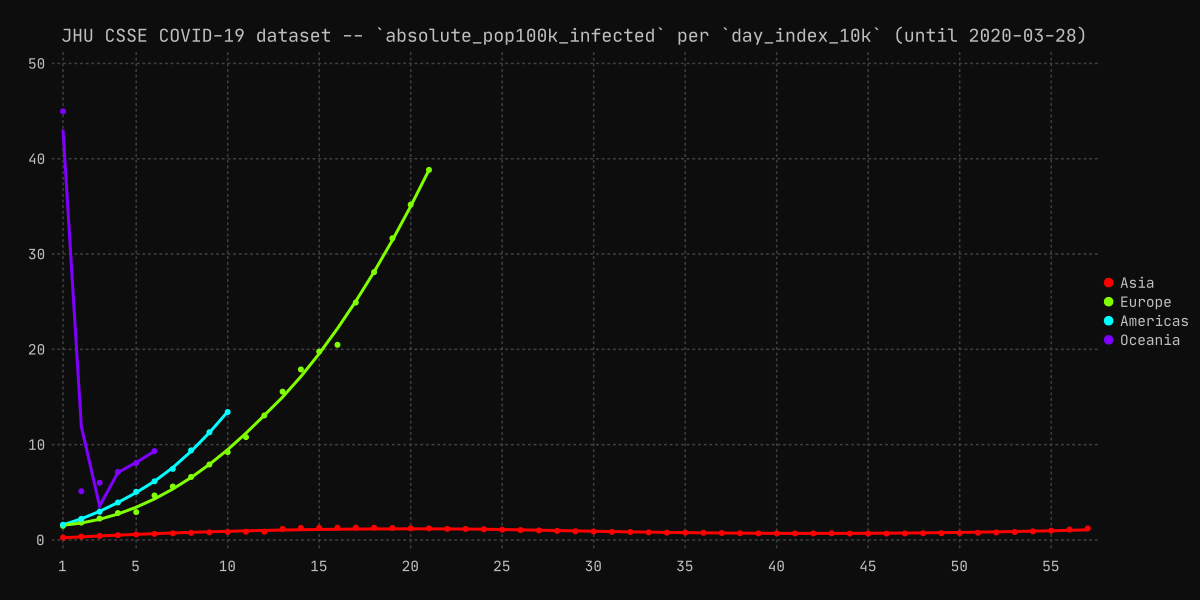 JHU CSSE COVID-19 dataset -- `absolute_pop100k_infected` per `day_index_10k` (until 2020-03-28)
50
40
30
20
10
0
1 5 10 15 20 25 30 35 40 45 50 55
Asia
Europe
Americas
Oceania